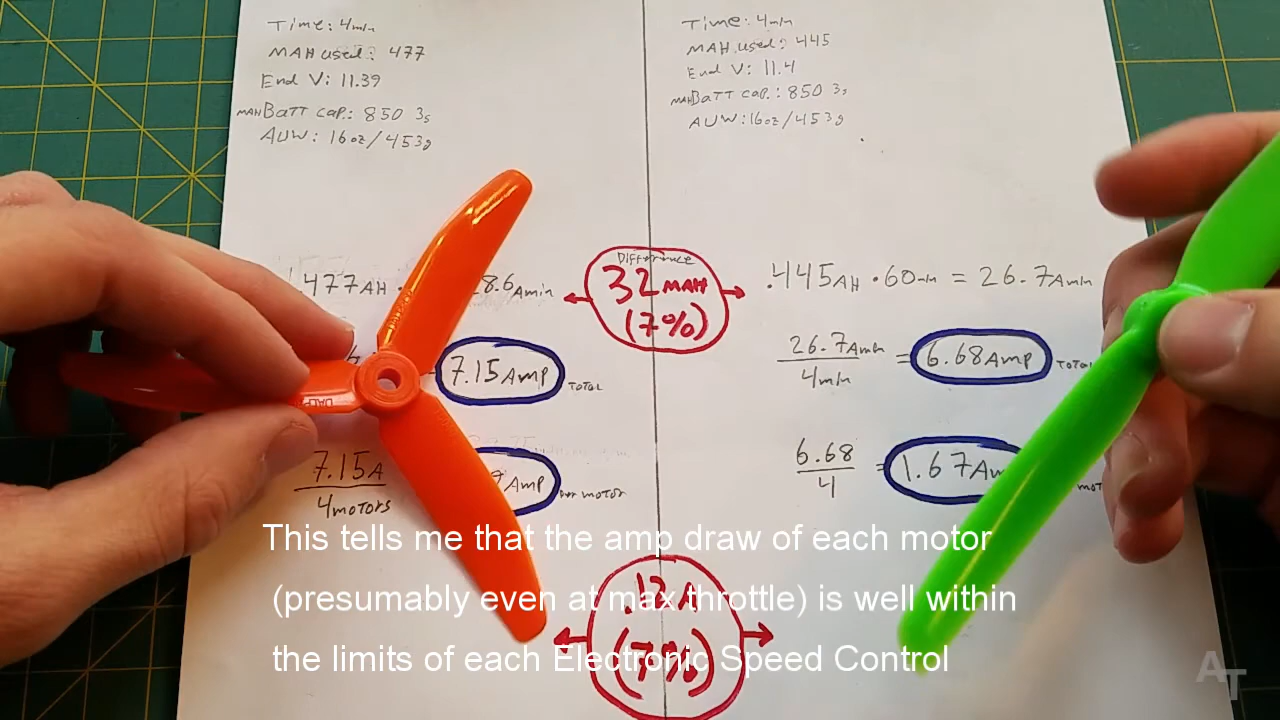 Time: 4min
MAH used: 477
End V: 11.39
MAH BaTT cap.: 850 3s
AUW: 16oz/453g
Time: 4min
MAH used: 445
End V: 11.4
MAH BaTT cap.: 850 3s
AUW: 16oz/453g
477AH · 8.6Amin
7.15Amp TOTAL
7.15A
4motors
Amp per motor
Difference
32 MAH
(7%)
.445AH · 60min = 26.7Amin
26.7Amin = 6.68Amp
4min
6.68 = 1.67Am
4
.12A
(7%)
This tells me that the amp draw of each motor
(presumably even at max throttle) is well within
the limits of each Electronic Speed Control
AT